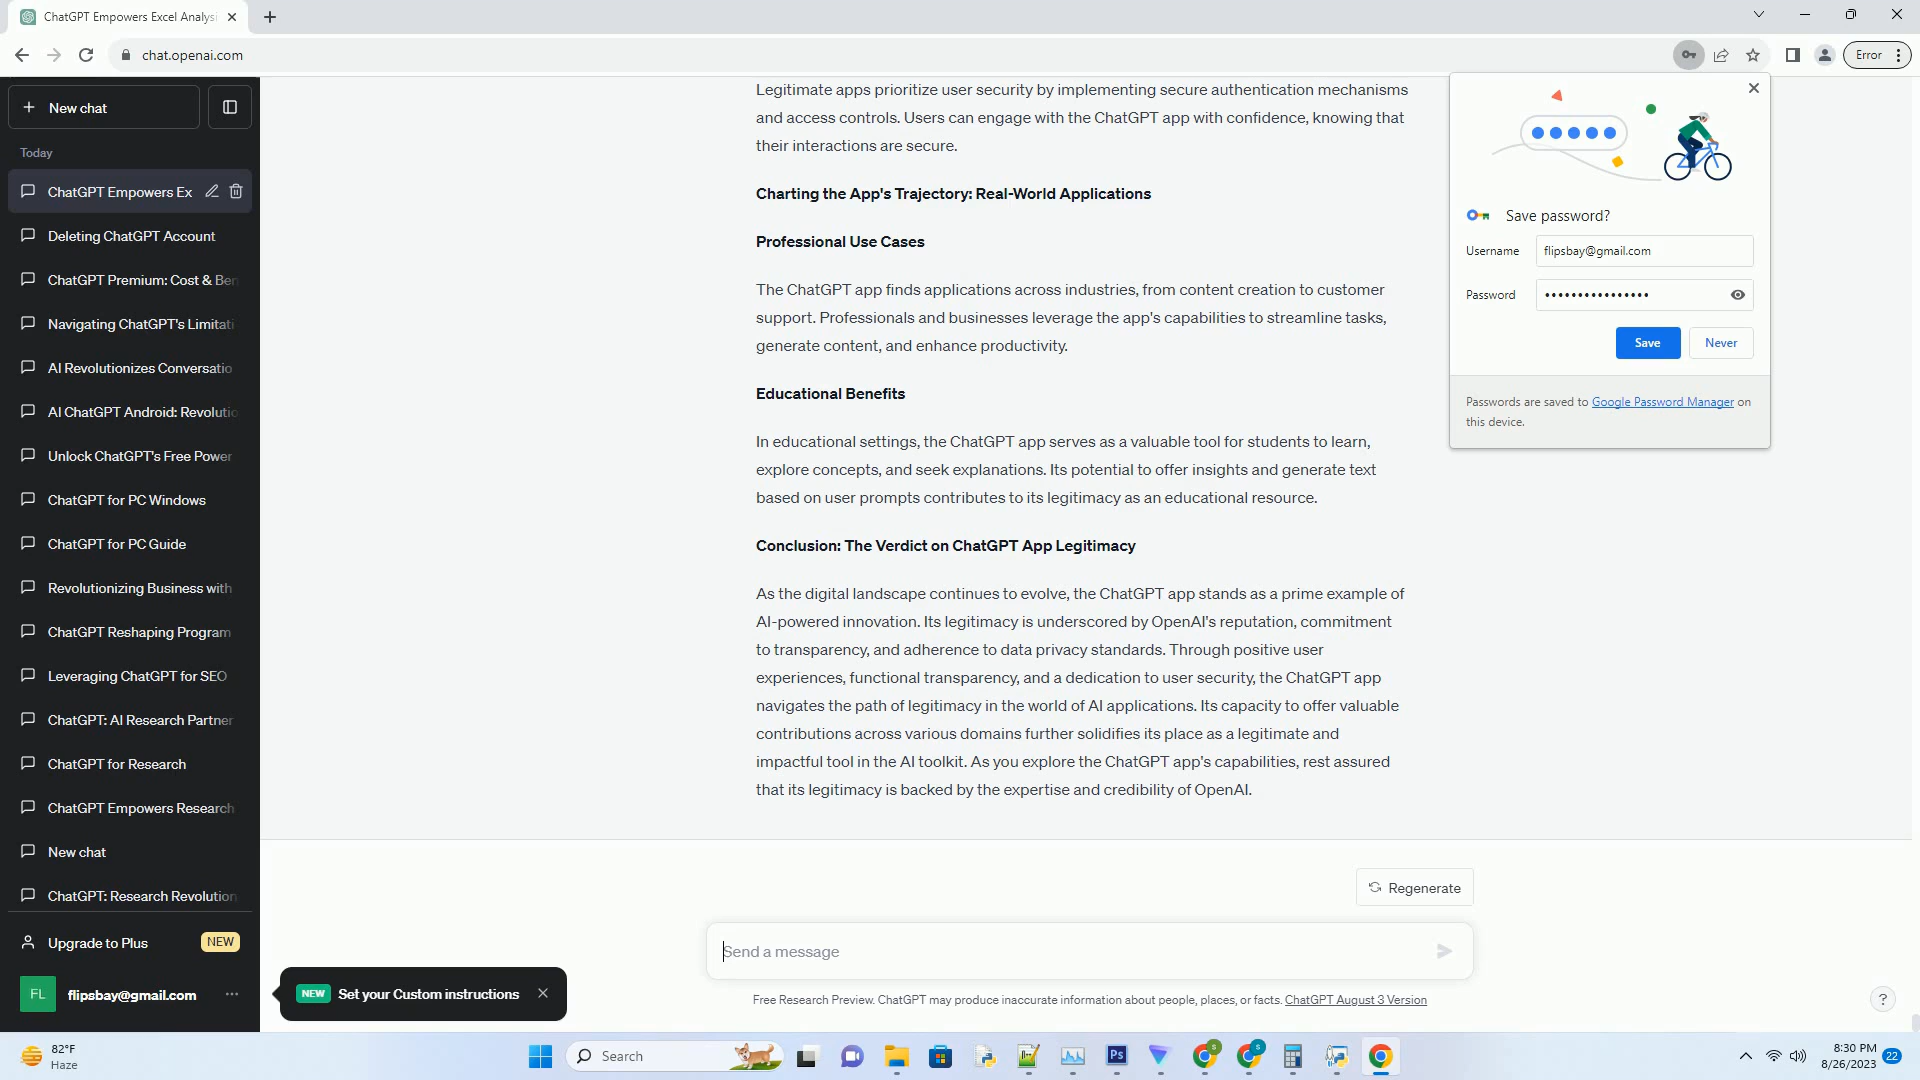 ChatGPT Empowers Excel Analysi
chat.openai.com
Error
New chat
Today
ChatGPT Empowers Ex
Deleting ChatGPT Account
ChatGPT Premium: Cost & Ben
Navigating ChatGPT's Limitati
AI Revolutionizes Conversatio
AI ChatGPT Android: Revolutio
Unlock ChatGPT's Free Power
ChatGPT for PC Windows
ChatGPT for PC Guide
Revolutionizing Business with
ChatGPT Reshaping Program
Leveraging ChatGPT for SEO
ChatGPT: AI Research Partner
ChatGPT for Research
ChatGPT Empowers Research
New chat
ChatGPT: Research Revolution
Upgrade to Plus
NEW
FL
flipsbay@gmail.com
Legitimate apps prioritize user security by implementing secure authentication mechanisms
and access controls. Users can engage with the ChatGPT app with confidence, knowing that
their interactions are secure.
Charting the App's Trajectory: Real-World Applications
Professional Use Cases
The ChatGPT app finds applications across industries, from content creation to customer
support. Professionals and businesses leverage the app's capabilities to streamline tasks,
generate content, and enhance productivity.
Educational Benefits
In educational settings, the ChatGPT app serves as a valuable tool for students to learn,
explore concepts, and seek explanations. Its potential to offer insights and generate text
based on user prompts contributes to its legitimacy as an educational resource.
Conclusion: The Verdict on ChatGPT App Legitimacy
As the digital landscape continues to evolve, the ChatGPT app stands as a prime example of
AI-powered innovation. Its legitimacy is underscored by OpenAI's reputation, commitment
to transparency, and adherence to data privacy standards. Through positive user
experiences, functional transparency, and a dedication to user security, the ChatGPT app
navigates the path of legitimacy in the world of AI applications. Its capacity to offer valuable
contributions across various domains further solidifies its place as a legitimate and
impactful tool in the AI toolkit. As you explore the ChatGPT app's capabilities, rest assured
that its legitimacy is backed by the expertise and credibility of OpenAI.
Regenerate
Send a message
NEW Set your Custom instructions
Free Research Preview. ChatGPT may produce inaccurate information about people, places, or facts. ChatGPT August 3 Version
?
Save password?
Username flipsbay@gmail.com
Password ••••••••••••••••
Save
Never
Passwords are saved to Google Password Manager on
this device.
82°F
Haze
Search
Ps
S
S
8:30 PM
8/26/2023
22